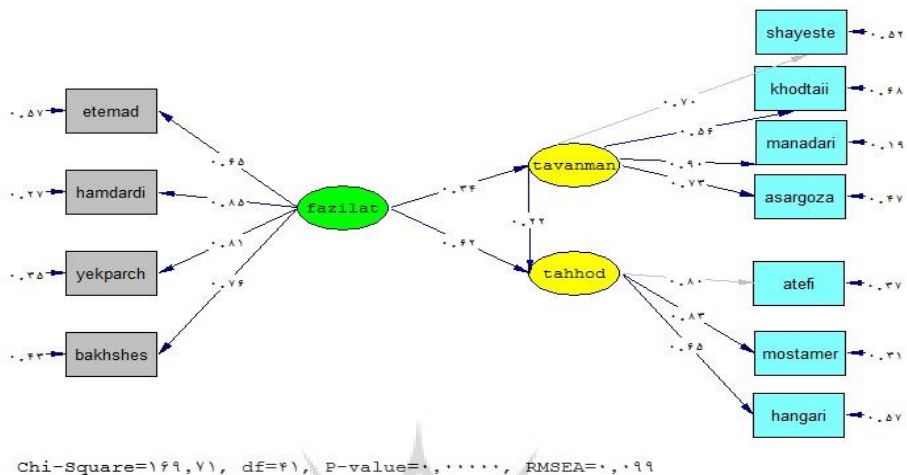 shayeste
۰,۵۲
khodtaii
۰,۶۸
manadari
۰,۱۹
asargoza
۰,۴۷
atefi
۰,۳۷
mostamer
۰,۳۱
hangari
۰,۵۷
۰,۷۰
۰,۵۶
۰,۹۰
۰,۷۳
۰,۸۰
۰,۸۳
۰,۶۵
tavanman
۰,۲۲
tahhod
۰,۳۴
۰,۶۲
fazilat
۰,۶۵
۰,۸۵
۰,۸۱
۰,۷۶
۰,۵۷
etemad
۰,۲۷
hamdardi
۰,۳۵
yekparch
۰,۴۳
bakhshes
Chi-Square=۱۶۹,۷۱, df=۴۱, P-value=۰,۰۰۰۰۰, RMSEA=۰,۰۹۹